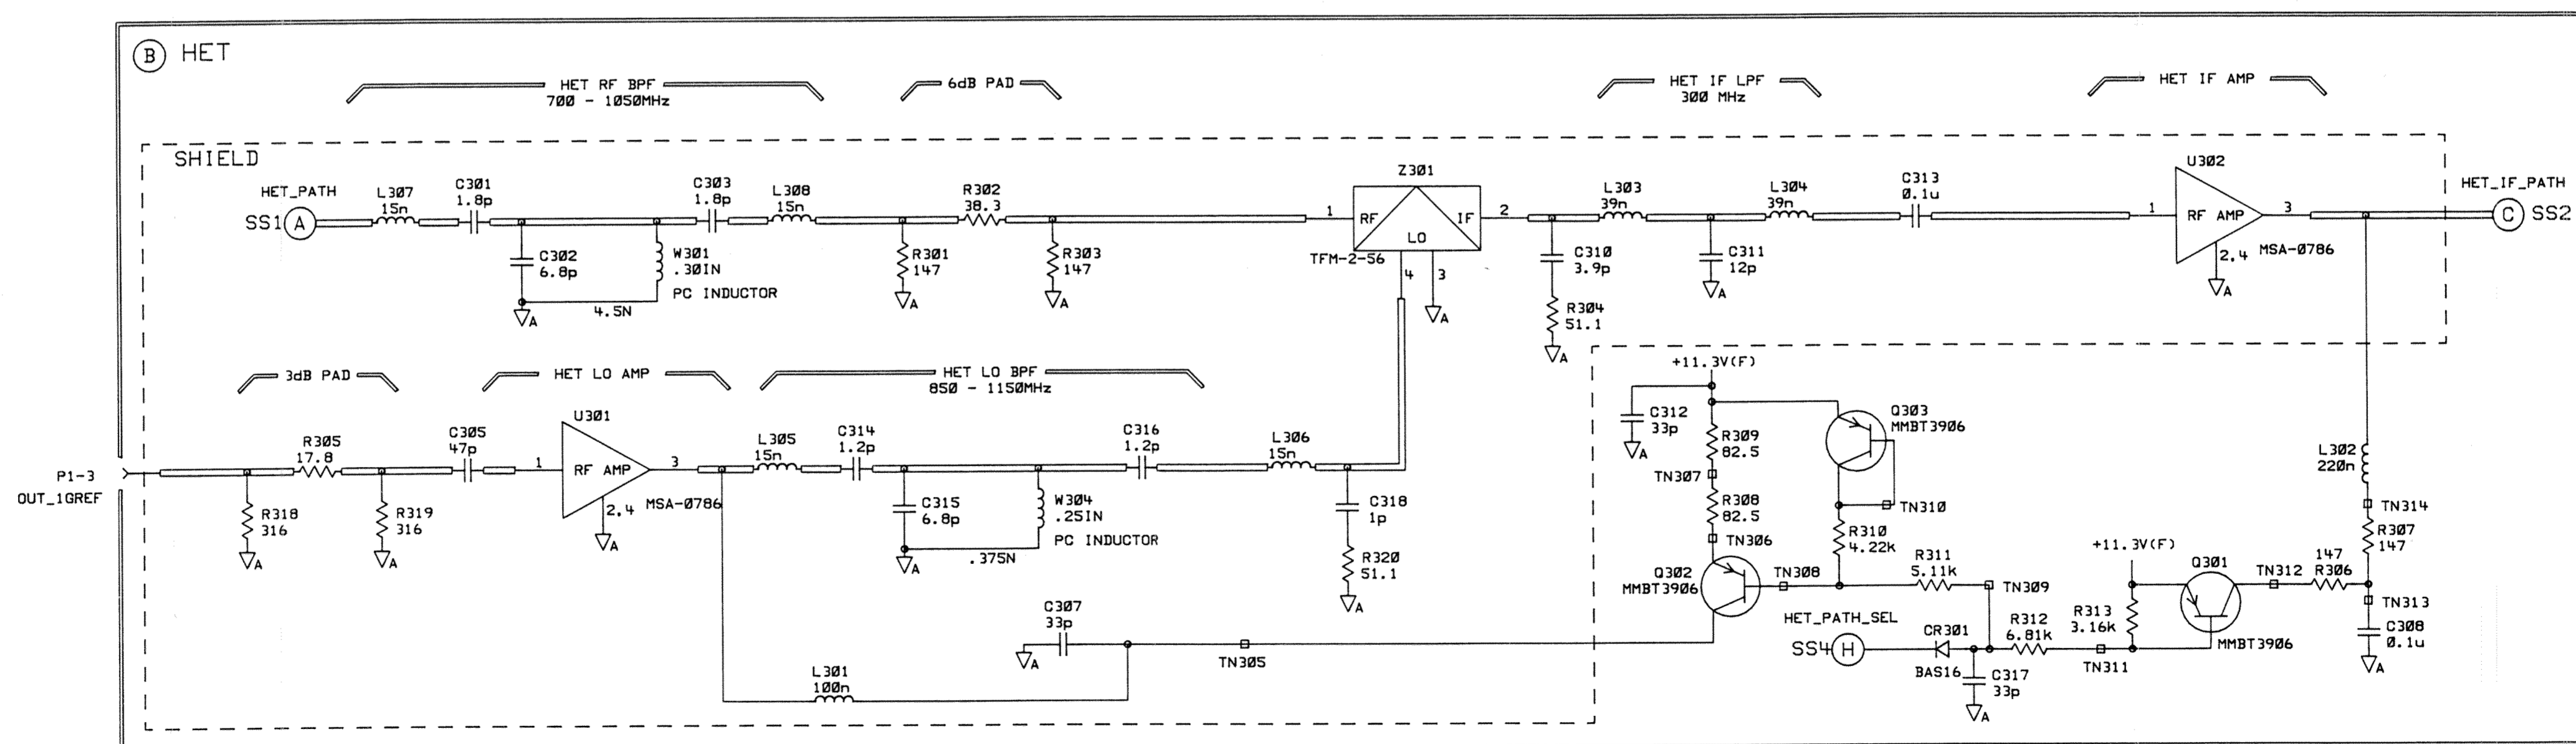 B HET
HET RF BPF
700 - 1050MHz
6dB PAD
HET IF LPF
300 MHz
HET IF AMP
SHIELD
HET_PATH
SS1 A
L307
15n
C301
1.8p
C302
6.8p
W301
.30IN
PC INDUCTOR
4.5N
A
C303
1.8p
L308
15n
R301
147
A
R302
38.3
R303
147
A
Z301
1 RF IF 2
LO
TFM-2-56
4 3
A
C310
3.9p
R304
51.1
A
L303
39n
C311
12p
A
L304
39n
C313
0.1u
U302
1 RF AMP 3
2.4 MSA-0786
A
HET_IF_PATH
C SS2
3dB PAD
HET LO AMP
HET LO BPF
850 - 1150MHz
P1-3
OUT_1GREF
R305
17.8
R318
316
A
R319
316
A
C305
47p
U301
1 RF AMP 3
2.4 MSA-0786
A
L305
15n
C314
1.2p
C315
6.8p
W304
.25IN
PC INDUCTOR
.375N
A
C316
1.2p
L306
15n
C318
1p
R320
51.1
A
C307
33p
A
L301
100n
TN305
+11.3V(F)
C312
33p
A
R309
82.5
TN307
R308
82.5
TN306
Q303
MMBT3906
TN310
R310
4.22k
Q302
MMBT3906
TN308
R311
5.11k
TN309
HET_PATH_SEL
SS4 H
CR301
BAS16
C317
33p
A
R312
6.81k
TN311
R313
3.16k
+11.3V(F)
Q301
MMBT3906
TN312
147
R306
L302
220n
TN314
R307
147
TN313
C308
0.1u
A